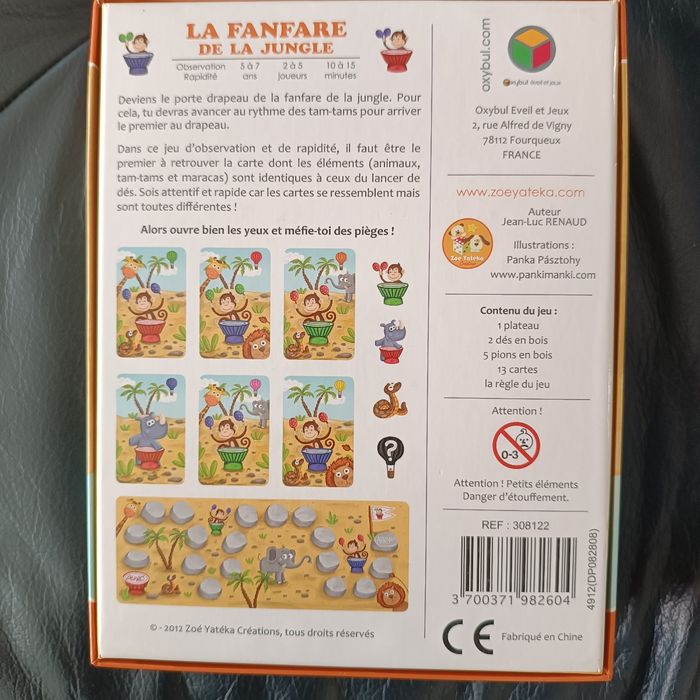 LA FANFARE
DE LA JUNGLE
Observation 5 à 7 2 à 5 10 à 15
Rapidité ans joueurs minutes
Deviens le porte drapeau de la fanfare de la jungle. Pour
cela, tu devras avancer au rythme des tam-tams pour arriver
le premier au drapeau.
Dans ce jeu d'observation et de rapidité, il faut être le
premier à retrouver la carte dont les éléments (animaux,
tam-tams et maracas) sont identiques à ceux du lancer de
dés. Sois attentif et rapide car les cartes se ressemblent mais
sont toutes différentes !
Alors ouvre bien les yeux et méfie-toi des pièges !
?
© - 2012 Zoé Yatéka Créations, tous droits réservés
oxybul.com
Oxybul éveil et jeux
Oxybul Eveil et Jeux
2, rue Alfred de Vigny
78112 Fourqueux
FRANCE
www.zoeyateka.com
Zoé Yatéka
Auteur
Jean-Luc RENAUD
Illustrations :
Panka Pásztohy
www.pankimanki.com
Contenu du jeu :
1 plateau
2 dés en bois
5 pions en bois
13 cartes
la règle du jeu
Attention !
0-3
Attention ! Petits éléments
Danger d'étouffement.
REF : 308122
3 700371 982604
4912(DP082808)
CE Fabriqué en Chine